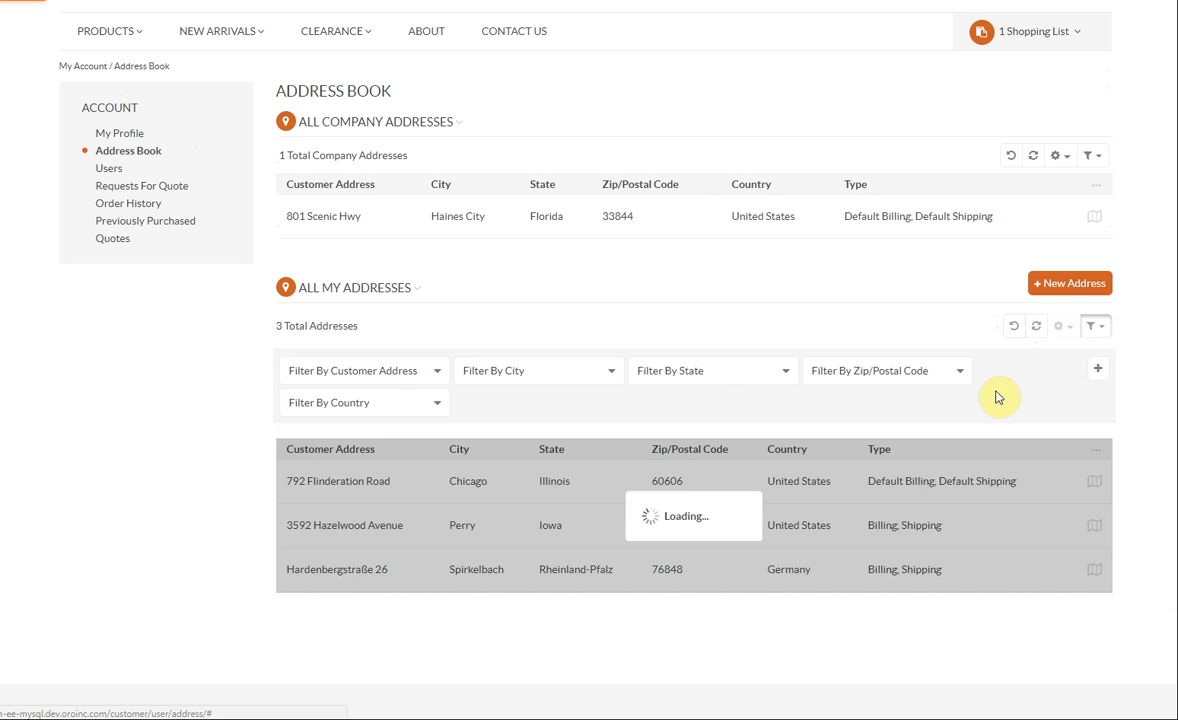 PRODUCTS NEW ARRIVALS CLEARANCE ABOUT CONTACT US 1 Shopping List
My Account / Address Book
ACCOUNT
My Profile
Address Book
Users
Requests For Quote
Order History
Previously Purchased
Quotes
ADDRESS BOOK
ALL COMPANY ADDRESSES
1 Total Company Addresses
Customer Address City State Zip/Postal Code Country Type ...
801 Scenic Hwy Haines City Florida 33844 United States Default Billing, Default Shipping
ALL MY ADDRESSES + New Address
3 Total Addresses
Filter By Customer Address Filter By City Filter By State Filter By Zip/Postal Code +
Filter By Country
Customer Address City State Zip/Postal Code Country Type ...
792 Flinderation Road Chicago Illinois 60606 United States Default Billing, Default Shipping
Loading...
3592 Hazelwood Avenue Perry Iowa United States Billing, Shipping
Hardenbergstraße 26 Spirkelbach Rheinland-Pfalz 76848 Germany Billing, Shipping
n-ee-mysql.dev.oroinc.com/customer/user/address/#